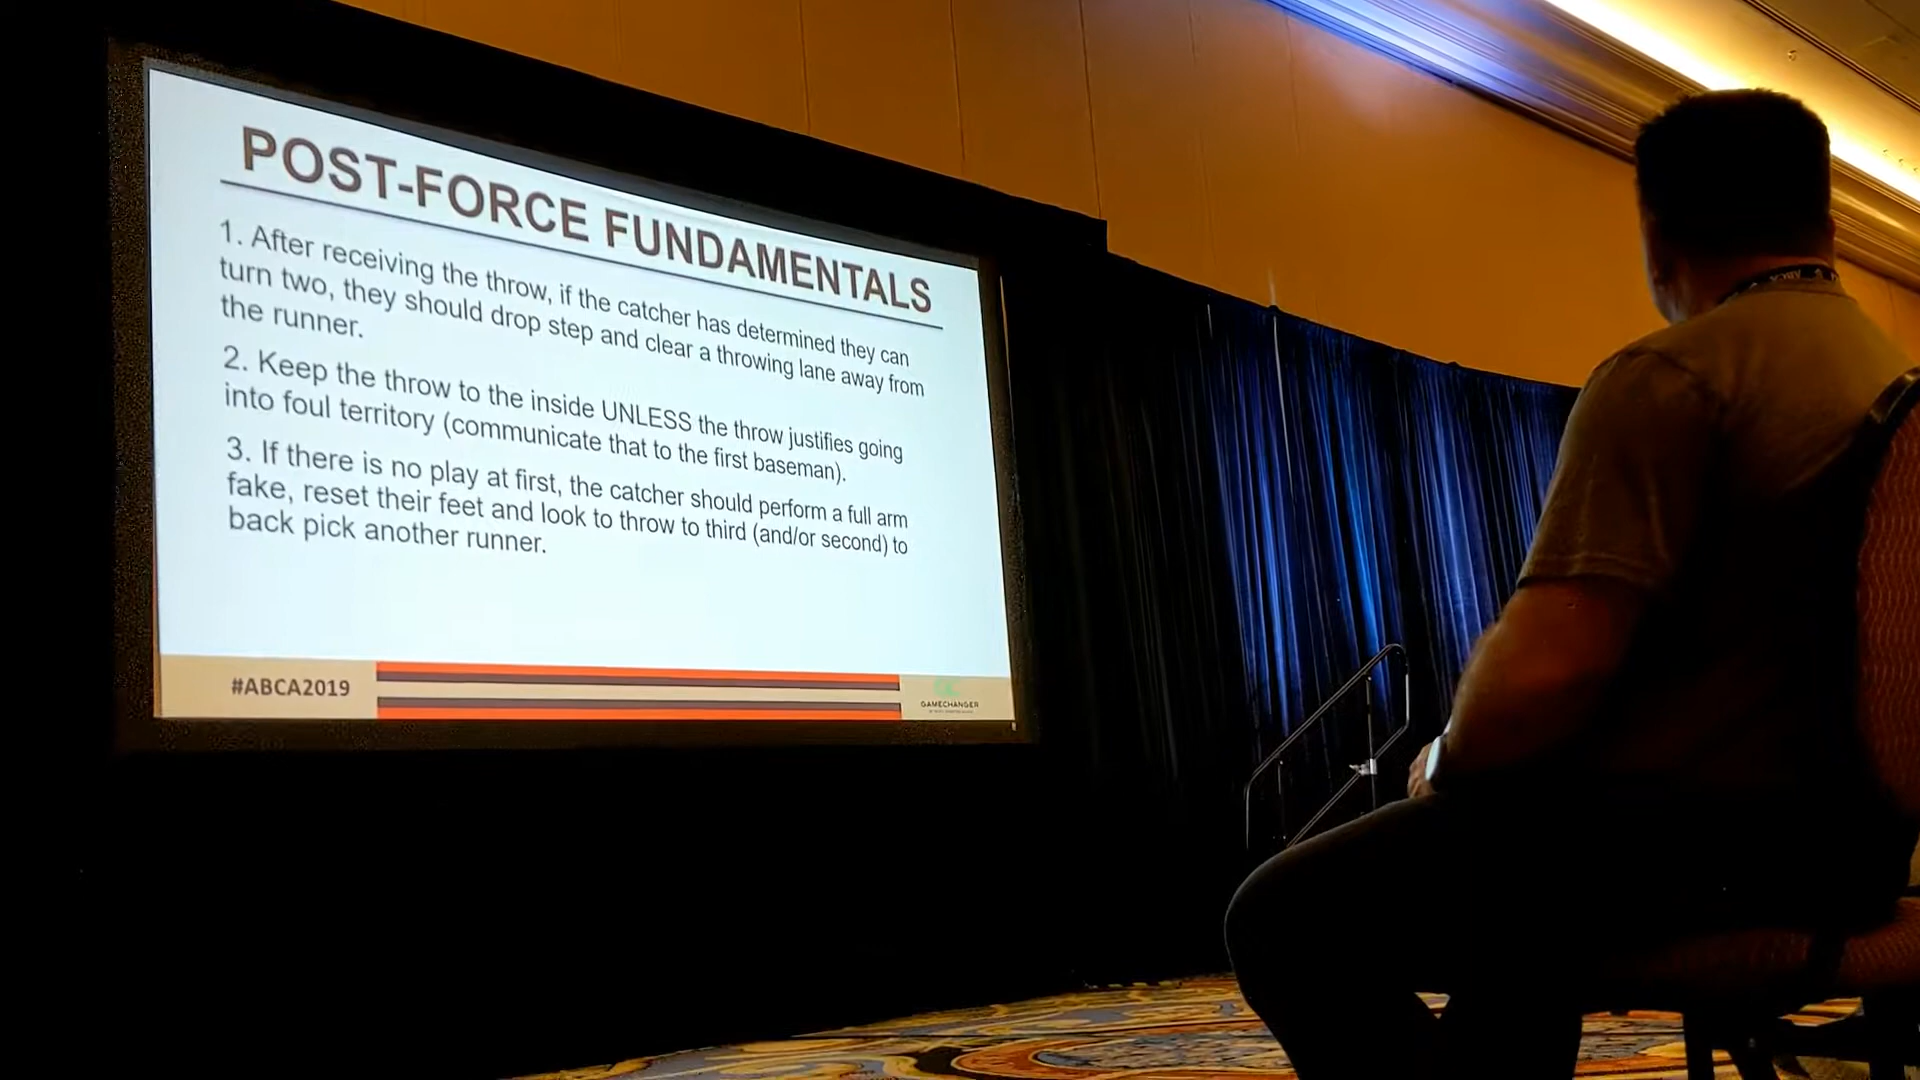 POST-FORCE FUNDAMENTALS
1. After receiving the throw, if the catcher has determined they can
turn two, they should drop step and clear a throwing lane away from
the runner.
2. Keep the throw to the inside UNLESS the throw justifies going
into foul territory (communicate that to the first baseman).
3. If there is no play at first, the catcher should perform a full arm
fake, reset their feet and look to throw to third (and/or second) to
back pick another runner.
#ABCA2019
GAMECHANGER